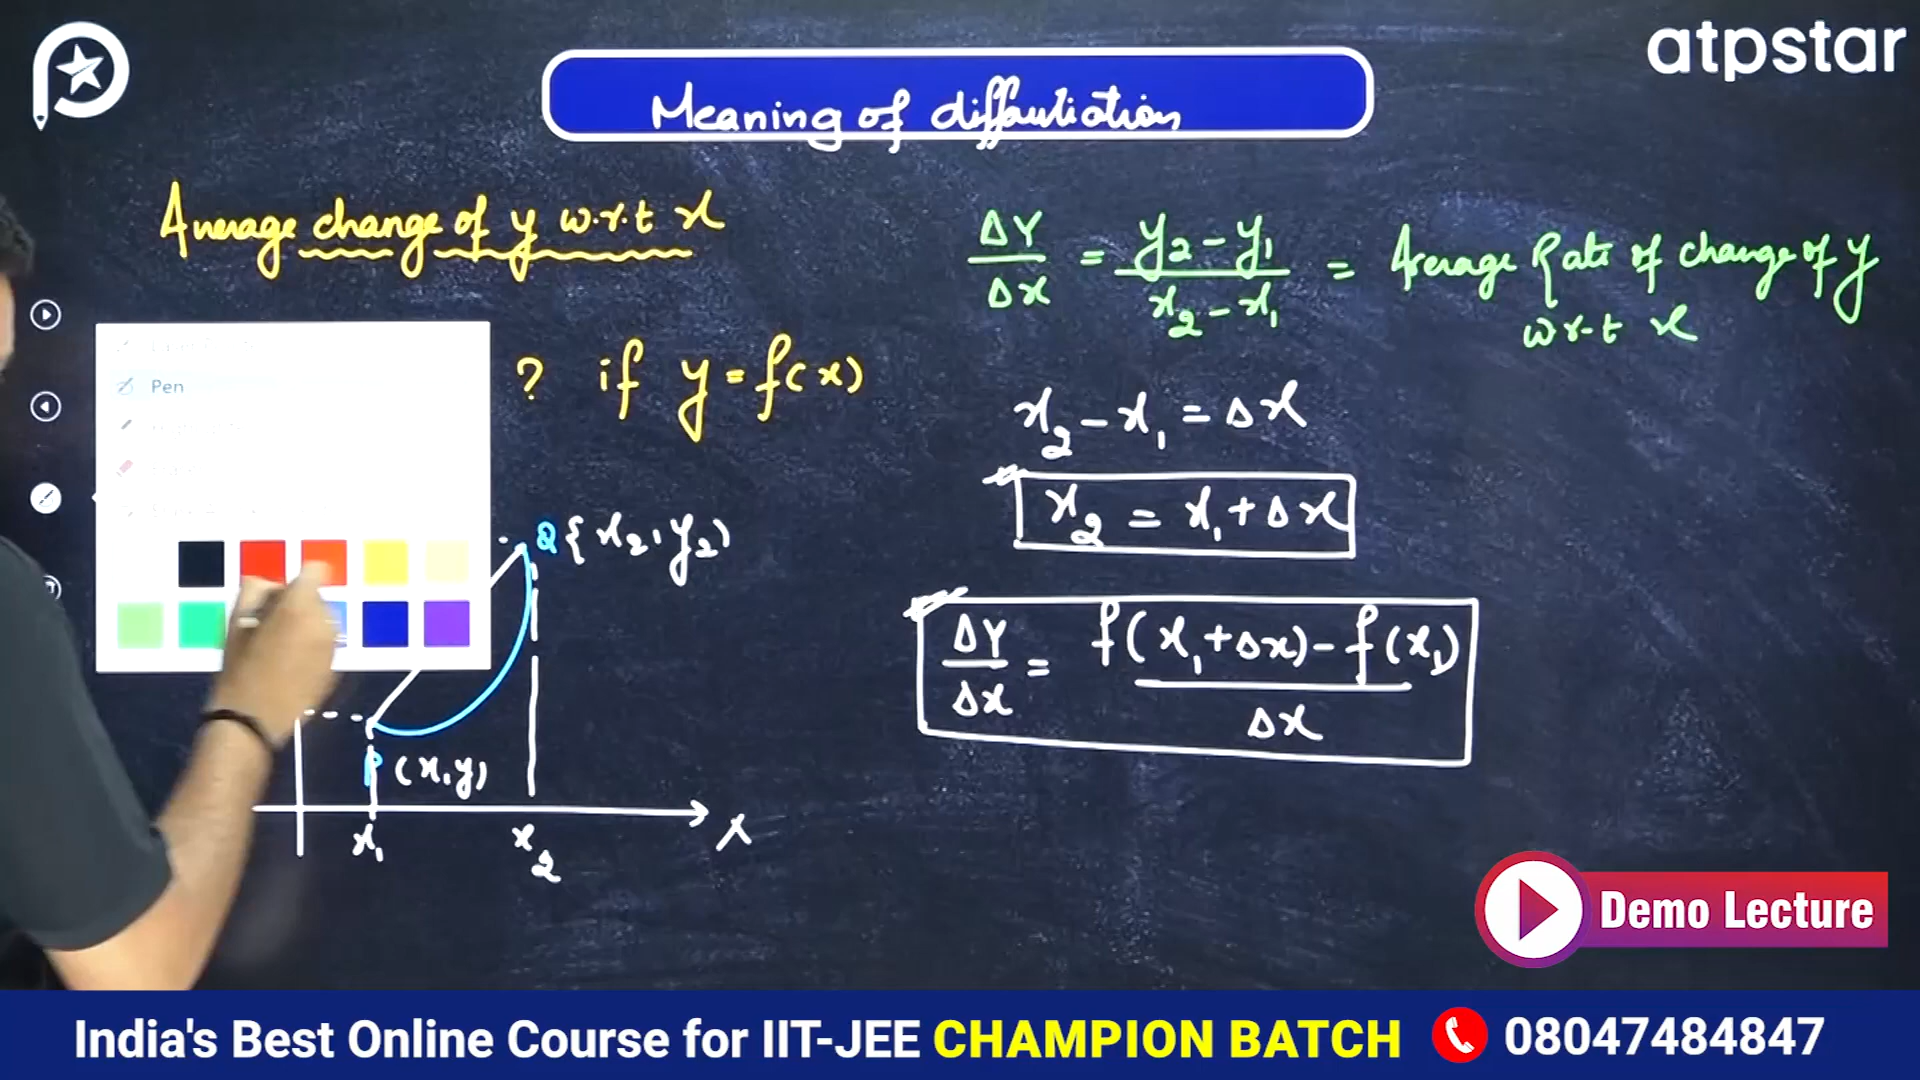 atpstar
Meaning of differentiation
Average change of y w.r.t x
? if y = f(x)
ΔY/Δx = y₂ - y₁/x₂ - x₁ = Average Rate of change of y
w.r.t x
x₂ - x₁ = Δx
x₂ = x₁ + Δx
ΔY/Δx = f(x₁+Δx) - f(x₁)/Δx
Pen
Q (x₂, y₂)
P (x, y)
x₁ x₂ X
Demo Lecture
India's Best Online Course for IIT-JEE CHAMPION BATCH 08047484847